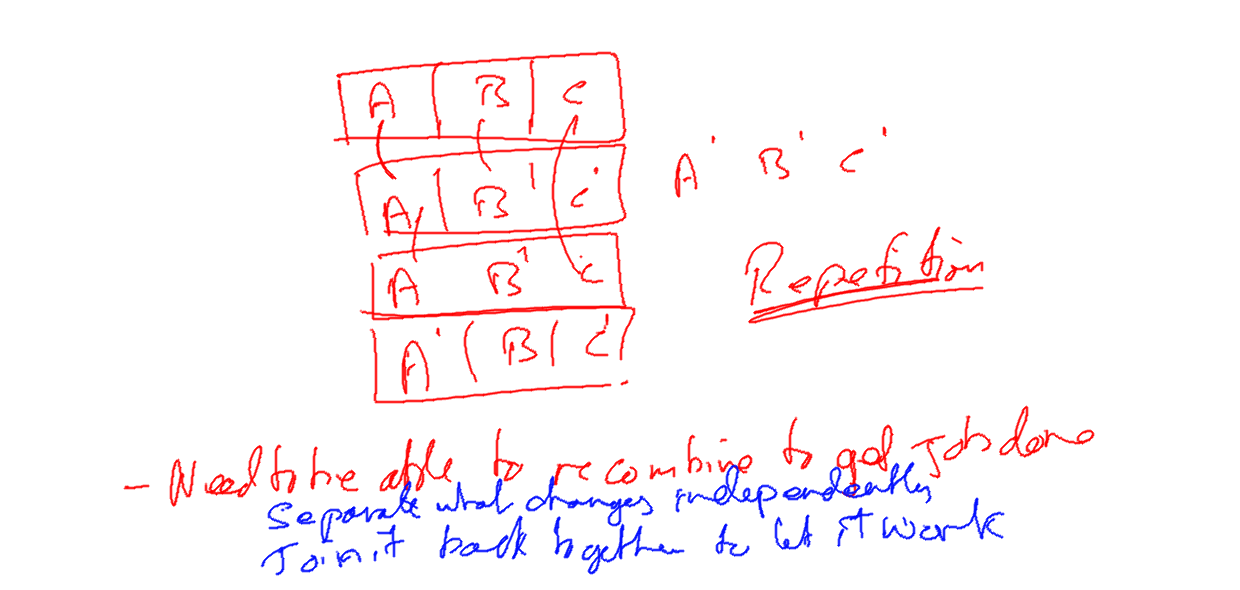 A B C
A B' C'
A' B' C'
Repetition
A B' C
A' B C'
- Need to be able to recombine to get Jobs done
Separate what changes independently
Join it back together to let it work